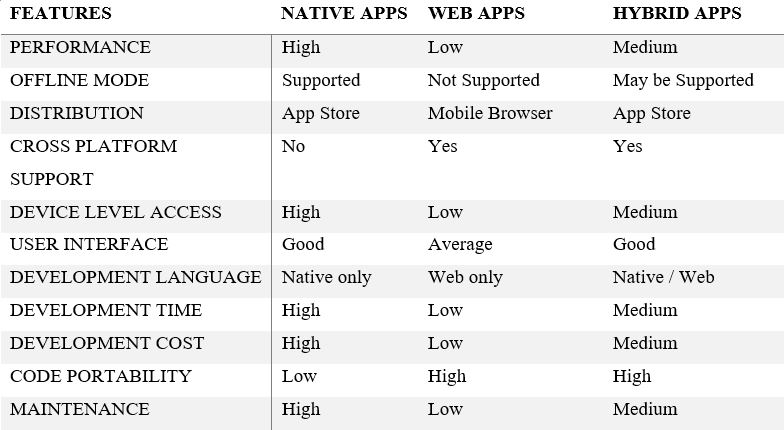 FEATURES NATIVE APPS WEB APPS HYBRID APPS
PERFORMANCE High Low Medium
OFFLINE MODE Supported Not Supported May be Supported
DISTRIBUTION App Store Mobile Browser App Store
CROSS PLATFORM No Yes Yes
SUPPORT
DEVICE LEVEL ACCESS High Low Medium
USER INTERFACE Good Average Good
DEVELOPMENT LANGUAGE Native only Web only Native / Web
DEVELOPMENT TIME High Low Medium
DEVELOPMENT COST High Low Medium
CODE PORTABILITY Low High High
MAINTENANCE High Low Medium